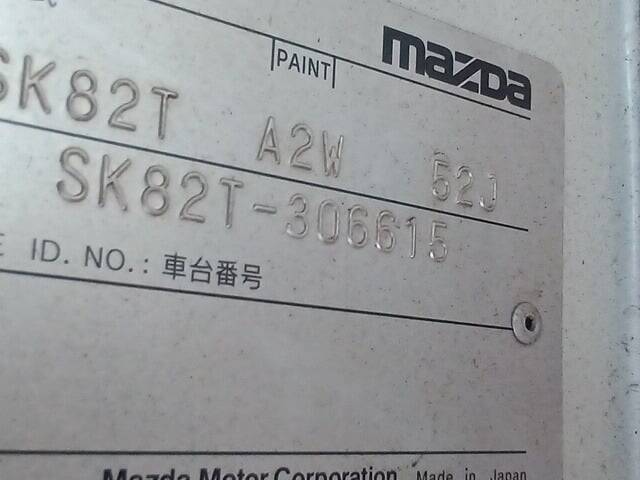 mazda
PAINT
SK82T A2W 52J
SK82T-306615
ID. NO.: 車台番号
Mazda Motor Corporation Made in Japan